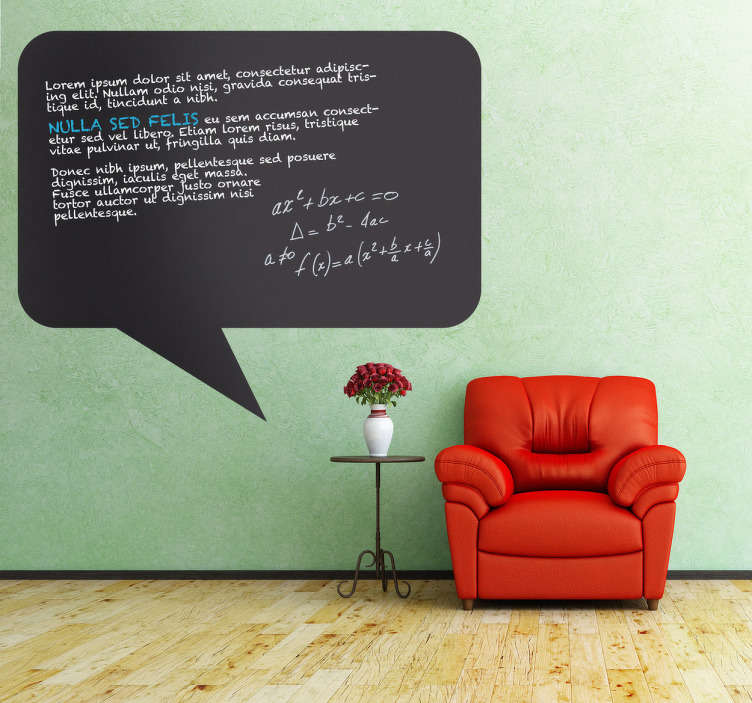 Lorem ipsum dolor sit amet, consectetur adipisc-
ing elit. Nullam odio nisi, gravida consequat tris-
tique id, tincidunt a nibh.
NULLA SED FELIS eu sem accumsan consect-
etur sed vel libero. Etiam lorem risus, tristique
vitae pulvinar ut, fringilla quis diam.
Donec nibh ipsum, pellentesque sed posuere
dignissim, iaculis eget massa.
Fusce ullamcorper justo ornare
tortor auctor ut dignissim nisi
pellentesque.
ax²+bx+c=0
Δ=b²-4ac
a≠0 f(x)=a(x²+b/a x+c/a)